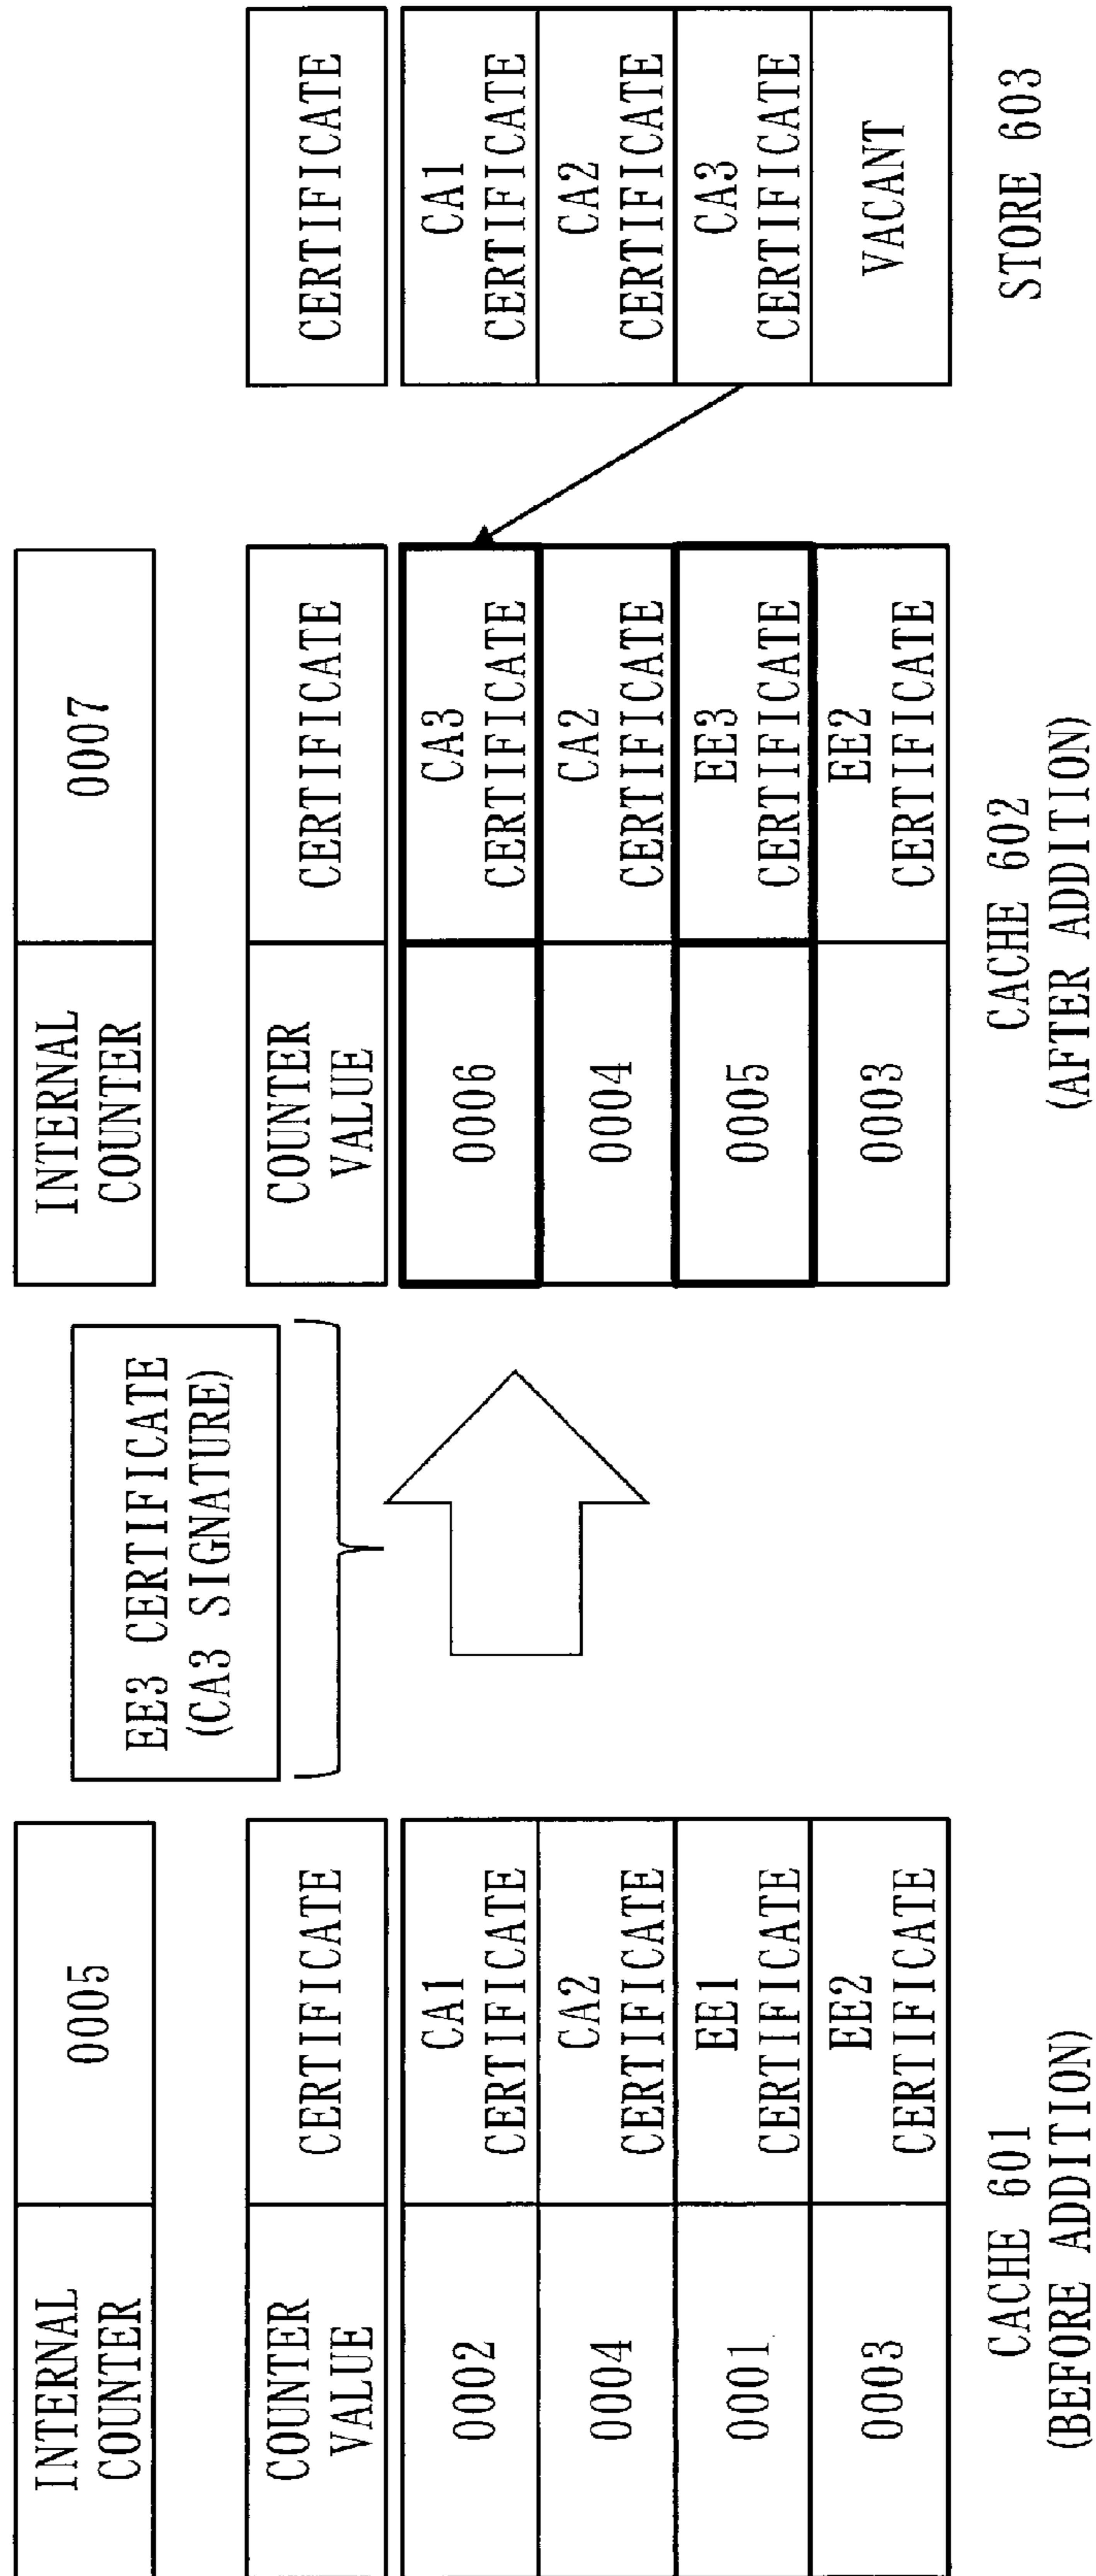 INTERNAL
COUNTER
0005
COUNTER
VALUE
CERTIFICATE
0002
CA1
CERTIFICATE
0004
CA2
CERTIFICATE
0001
EE1
CERTIFICATE
0003
EE2
CERTIFICATE
CACHE 601
(BEFORE ADDITION)
EE3 CERTIFICATE
(CA3 SIGNATURE)
INTERNAL
COUNTER
0007
COUNTER
VALUE
CERTIFICATE
0006
CA3
CERTIFICATE
0004
CA2
CERTIFICATE
0005
EE3
CERTIFICATE
0003
EE2
CERTIFICATE
CACHE 602
(AFTER ADDITION)
CERTIFICATE
CA1
CERTIFICATE
CA2
CERTIFICATE
CA3
CERTIFICATE
VACANT
STORE 603